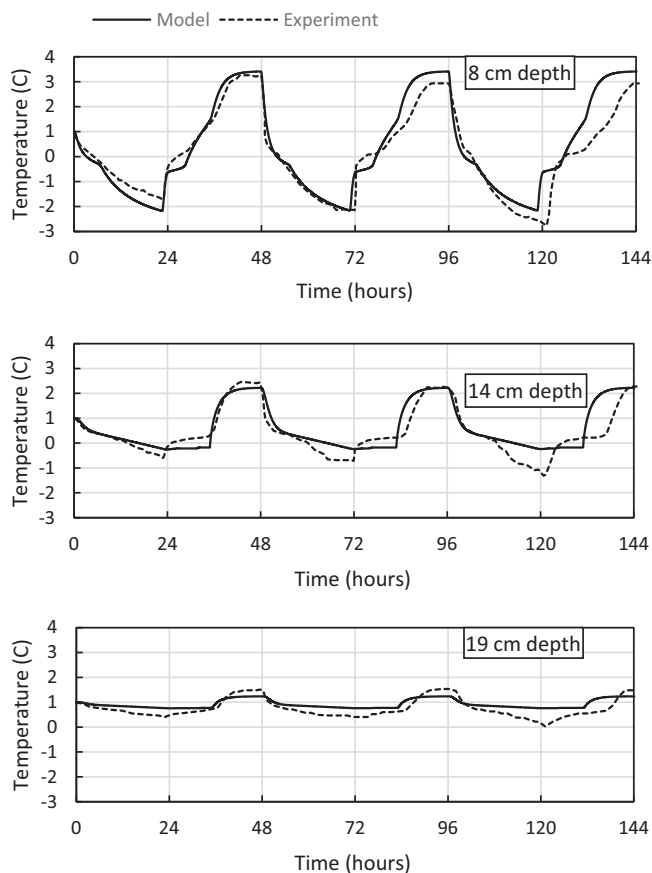 Model Experiment
4
3
2
1
0
-1
-2
-3
Temperature (C)
8 cm depth
0 24 48 72 96 120 144
Time (hours)
4
3
2
1
0
-1
-2
-3
Temperature (C)
14 cm depth
0 24 48 72 96 120 144
Time (hours)
4
3
2
1
0
-1
-2
-3
Temperature (C)
19 cm depth
0 24 48 72 96 120 144
Time (hours)